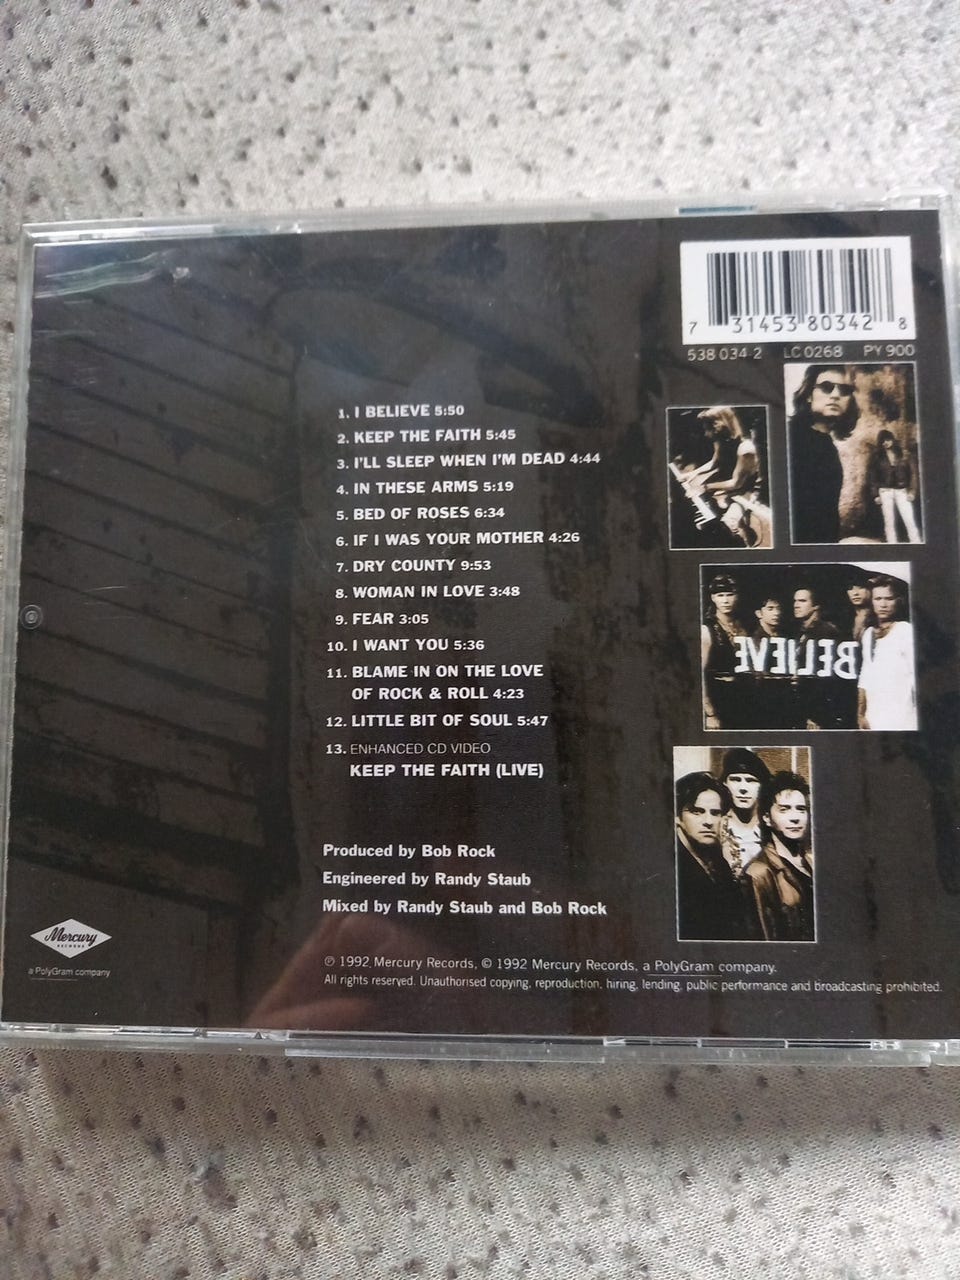 7 31453 80342 8
538 034-2 LC 0268 PY 900
1. I BELIEVE 5:50
2. KEEP THE FAITH 5:45
3. I'LL SLEEP WHEN I'M DEAD 4:44
4. IN THESE ARMS 5:19
5. BED OF ROSES 6:34
6. IF I WAS YOUR MOTHER 4:26
7. DRY COUNTY 9:53
8. WOMAN IN LOVE 3:48
9. FEAR 3:05
10. I WANT YOU 5:36
11. BLAME IN ON THE LOVE
OF ROCK & ROLL 4:23
12. LITTLE BIT OF SOUL 5:47
13. ENHANCED CD VIDEO
KEEP THE FAITH (LIVE)
BELIEVE
Produced by Bob Rock
Engineered by Randy Staub
Mixed by Randy Staub and Bob Rock
Mercury
RECORDS
a PolyGram company
℗ 1992 Mercury Records, © 1992 Mercury Records, a PolyGram company.
All rights reserved. Unauthorised copying, reproduction, hiring, lending, public performance and broadcasting prohibited.